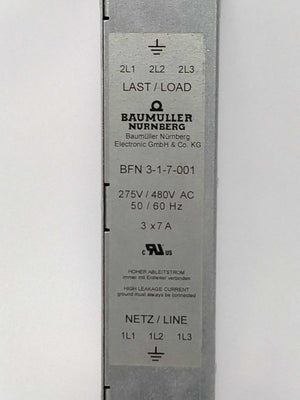 2L1 2L2 2L3
LAST / LOAD
BAUMÜLLER
NÜRNBERG
Baumüller Nürnberg
Electronic GmbH & Co. KG
BFN 3-1-7-001
275V / 480V AC
50 / 60 Hz
3 x 7 A
c RU us
HOHER ABLEITSTROM
immer mit Erdleiter verbinden
HIGH LEAKAGE CURRENT
ground must always be connected
NETZ / LINE
1L1 1L2 1L3